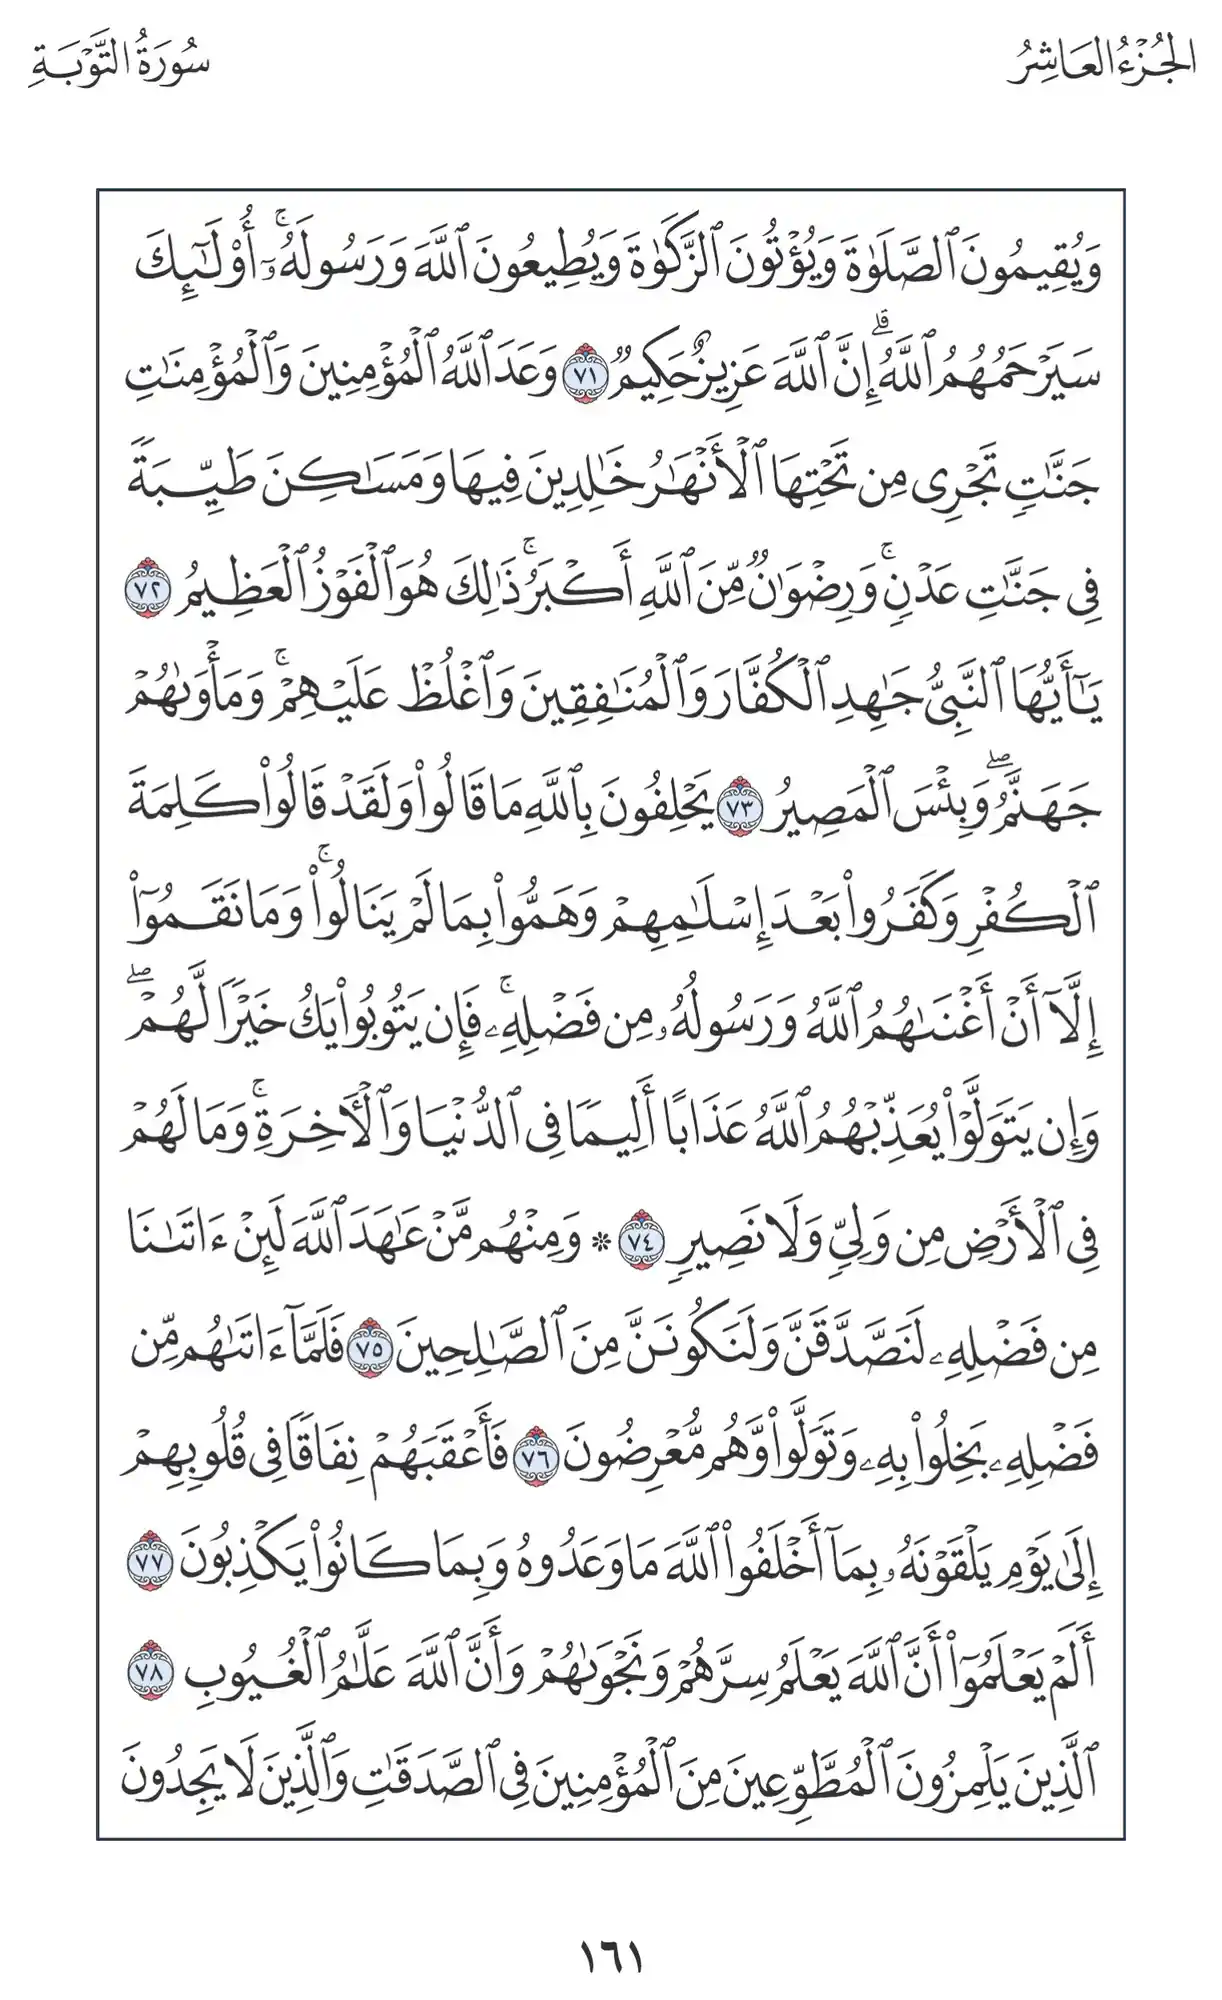 الجُزْءُ العَاشِرُ
سُورَةُ التَّوْبَةِ
وَيُقِيمُونَ ٱلصَّلَوٰةَ وَيُؤْتُونَ ٱلزَّكَوٰةَ وَيُطِيعُونَ ٱللَّهَ وَرَسُولَهُۥٓۚ أُو۟لَـٰٓئِكَ
سَيَرْحَمُهُمُ ٱللَّهُۗ إِنَّ ٱللَّهَ عَزِيزٌ حَكِيمٌ ٧١ وَعَدَ ٱللَّهُ ٱلْمُؤْمِنِينَ وَٱلْمُؤْمِنَـٰتِ
جَنَّـٰتٍ تَجْرِى مِن تَحْتِهَا ٱلْأَنْهَـٰرُ خَـٰلِدِينَ فِيهَا وَمَسَـٰكِنَ طَيِّبَةً
فِى جَنَّـٰتِ عَدْنٍۚ وَرِضْوَٰنٌ مِّنَ ٱللَّهِ أَكْبَرُۚ ذَٰلِكَ هُوَ ٱلْفَوْزُ ٱلْعَظِيمُ ٧٢
يَـٰٓأَيُّهَا ٱلنَّبِىُّ جَـٰهِدِ ٱلْكُفَّارَ وَٱلْمُنَـٰفِقِينَ وَٱغْلُظْ عَلَيْهِمْۚ وَمَأْوَىٰهُمْ
جَهَنَّمُۖ وَبِئْسَ ٱلْمَصِيرُ ٧٣ يَحْلِفُونَ بِٱللَّهِ مَا قَالُوا۟ وَلَقَدْ قَالُوا۟ كَلِمَةَ
ٱلْكُفْرِ وَكَفَرُوا۟ بَعْدَ إِسْلَـٰمِهِمْ وَهَمُّوا۟ بِمَا لَمْ يَنَالُوا۟ۚ وَمَا نَقَمُوٓا۟
إِلَّآ أَنْ أَغْنَىٰهُمُ ٱللَّهُ وَرَسُولُهُۥ مِن فَضْلِهِۦۚ فَإِن يَتُوبُوا۟ يَكُ خَيْرًا لَّهُمْۖ
وَإِن يَتَوَلَّوْا۟ يُعَذِّبْهُمُ ٱللَّهُ عَذَابًا أَلِيمًا فِى ٱلدُّنْيَا وَٱلْـَٔاخِرَةِۚ وَمَا لَهُمْ
فِى ٱلْأَرْضِ مِن وَلِىٍّ وَلَا نَصِيرٍ ٧٤ ۞ وَمِنْهُم مَّنْ عَـٰهَدَ ٱللَّهَ لَئِنْ ءَاتَىٰنَا
مِن فَضْلِهِۦ لَنَصَّدَّقَنَّ وَلَنَكُونَنَّ مِنَ ٱلصَّـٰلِحِينَ ٧٥ فَلَمَّآ ءَاتَىٰهُم مِّن
فَضْلِهِۦ بَخِلُوا۟ بِهِۦ وَتَوَلَّوا۟ وَّهُم مُّعْرِضُونَ ٧٦ فَأَعْقَبَهُمْ نِفَاقًا فِى قُلُوبِهِمْ
إِلَىٰ يَوْمِ يَلْقَوْنَهُۥ بِمَآ أَخْلَفُوا۟ ٱللَّهَ مَا وَعَدُوهُ وَبِمَا كَانُوا۟ يَكْذِبُونَ ٧٧
أَلَمْ يَعْلَمُوٓا۟ أَنَّ ٱللَّهَ يَعْلَمُ سِرَّهُمْ وَنَجْوَىٰهُمْ وَأَنَّ ٱللَّهَ عَلَّـٰمُ ٱلْغُيُوبِ ٧٨
ٱلَّذِينَ يَلْمِزُونَ ٱلْمُطَّوِّعِينَ مِنَ ٱلْمُؤْمِنِينَ فِى ٱلصَّدَقَـٰتِ وَٱلَّذِينَ لَا يَجِدُونَ
١٦١